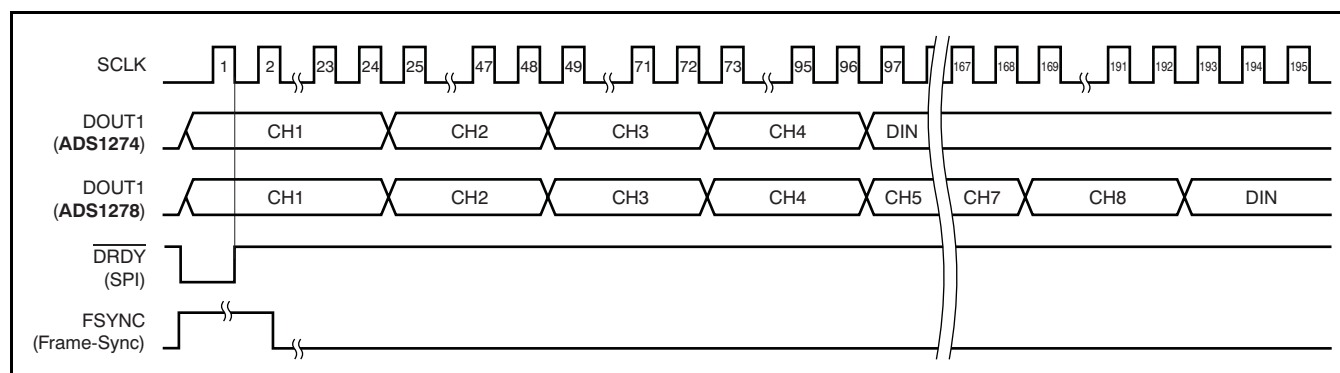 SCLK 1 2 23 24 25 47 48 49 71 72 73 95 96 97 167 168 169 191 192 193 194 195
DOUT1
(ADS1274)
CH1 CH2 CH3 CH4 DIN
DOUT1
(ADS1278)
CH1 CH2 CH3 CH4 CH5 CH7 CH8 DIN
DRDY
(SPI)
FSYNC
(Frame-Sync)